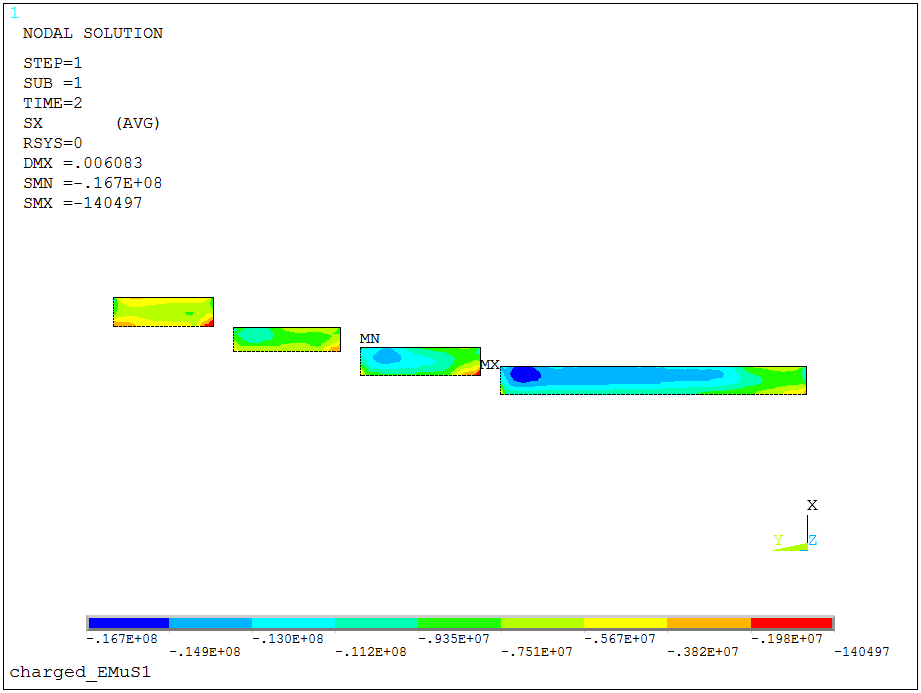 1
NODAL SOLUTION
STEP=1
SUB =1
TIME=2
SX (AVG)
RSYS=0
DMX =.006083
SMN =-.167E+08
SMX =-140497
MN
MX
X
Y Z
-.167E+08 -.130E+08 -.935E+07 -.567E+07 -.198E+07
-.149E+08 -.112E+08 -.751E+07 -.382E+07 -140497
charged_EMuS1